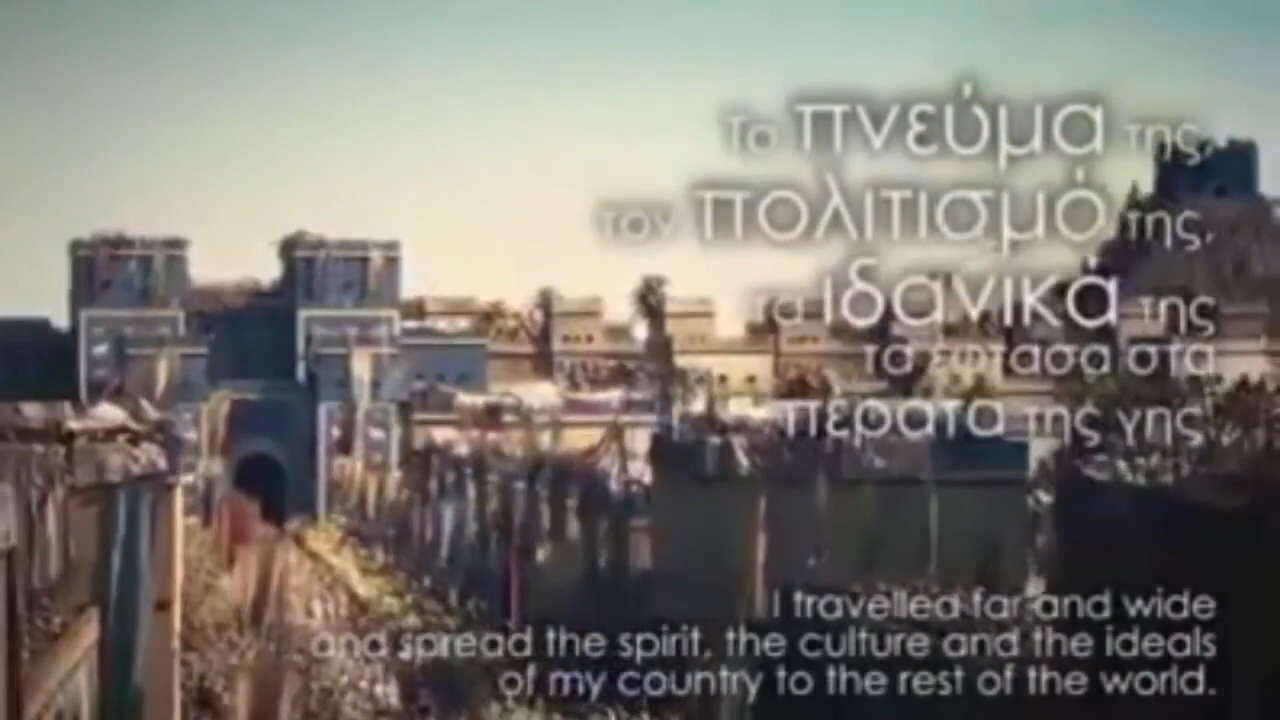 Το πνεύμα της,
τον πολιτισμό της,
τα ιδανικά της
τα έφτασα στα
πέρατα της γης.
I travelled far and wide
and spread the spirit, the culture and the ideals
of my country to the rest of the world.